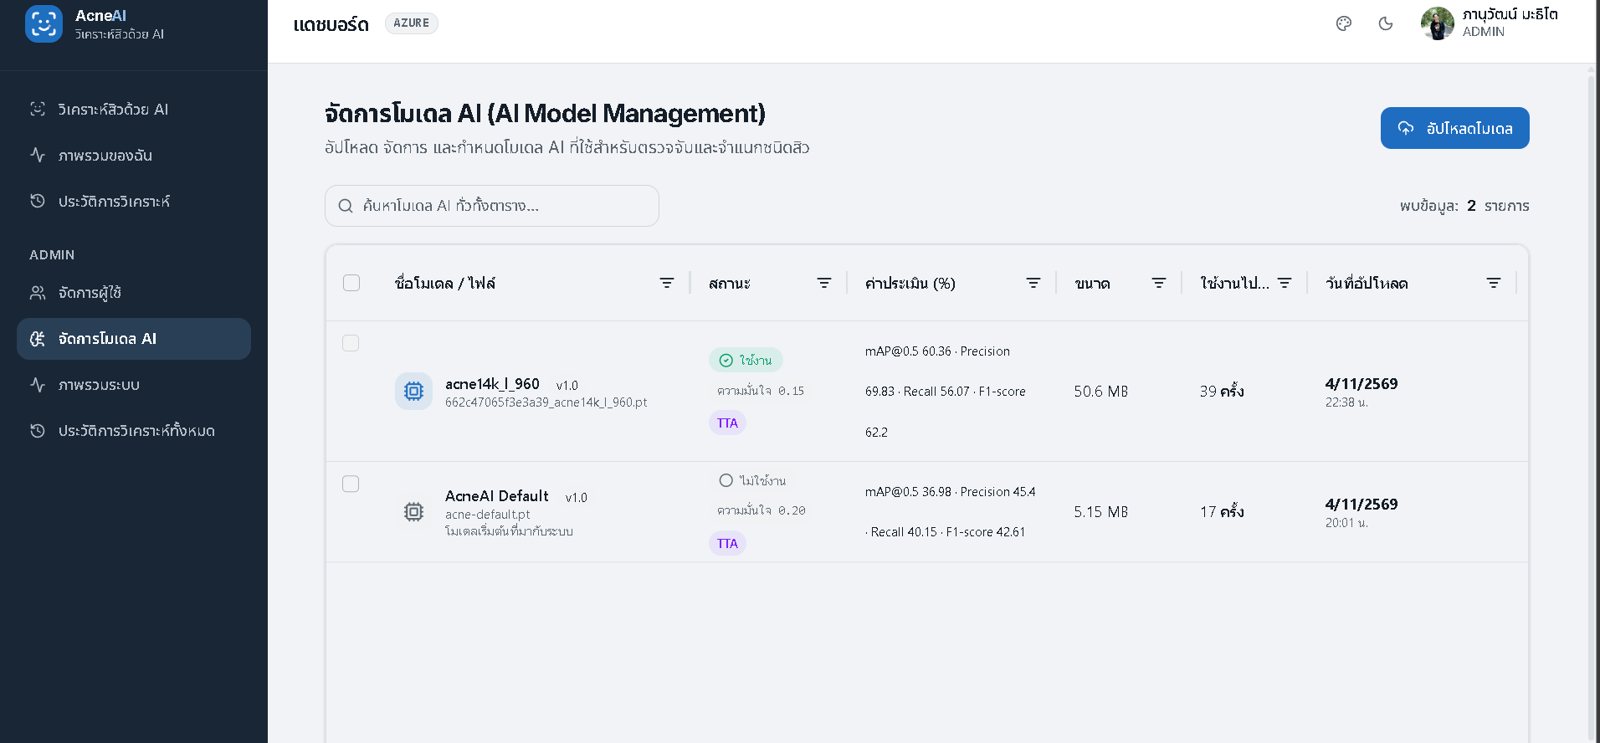 AcneAI
วิเคราะห์สิวด้วย AI
แดชบอร์ด AZURE
ภานุวัฒน์ มะธิโต
ADMIN
วิเคราะห์สิวด้วย AI
ภาพรวมของฉัน
ประวัติการวิเคราะห์
ADMIN
จัดการผู้ใช้
จัดการโมเดล AI
ภาพรวมระบบ
ประวัติการวิเคราะห์ทั้งหมด
จัดการโมเดล AI (AI Model Management)
อัปโหลด จัดการ และกำหนดโมเดล AI ที่ใช้สำหรับตรวจจับและจำแนกชนิดสิว
อัปโหลดโมเดล
ค้นหาโมเดล AI ทั่วทั้งตาราง...
พบข้อมูล: 2 รายการ
ชื่อโมเดล / ไฟล์ สถานะ ค่าประเมิน (%) ขนาด ใช้งานไป... วันที่อัปโหลด
acne14k_l_960 v1.0
662c47065f3e3a39_acne14k_l_960.pt
ใช้งาน
ความมั่นใจ 0.15
TTA
mAP@0.5 60.36 · Precision
69.83 · Recall 56.07 · F1-score
62.2
50.6 MB
39 ครั้ง
4/11/2569
22:38 น.
AcneAI Default v1.0
acne-default.pt
โมเดลเริ่มต้นที่มากับระบบ
ไม่ใช้งาน
ความมั่นใจ 0.20
TTA
mAP@0.5 36.98 · Precision 45.4
· Recall 40.15 · F1-score 42.61
5.15 MB
17 ครั้ง
4/11/2569
20:01 น.